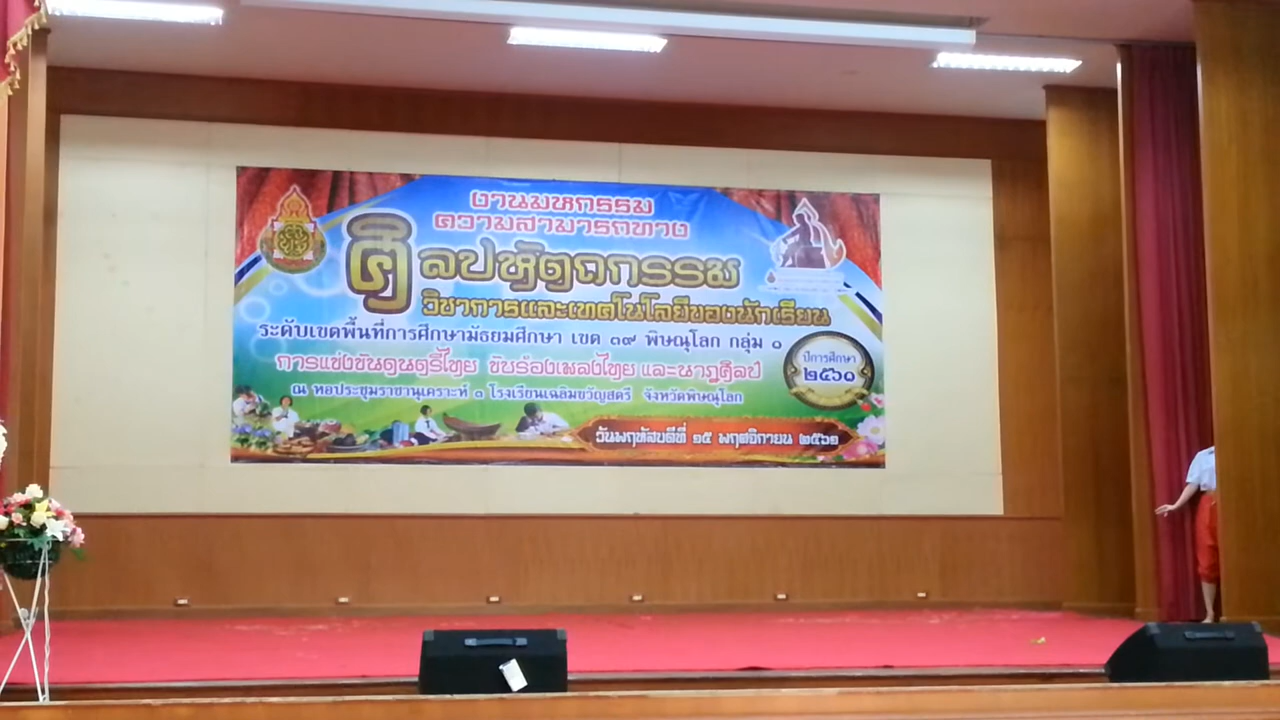 งานมหกรรม
ความสามารถทาง
ศิลปหัตถกรรม
วิชาการและเทคโนโลยีของนักเรียน
ระดับเขตพื้นที่การศึกษามัธยมศึกษา เขต ๓๙ พิษณุโลก กลุ่ม ๑
การแข่งขันดนตรีไทย ขับร้องเพลงไทย และนาฏศิลป์
ปีการศึกษา
๒๕๖๑
ณ หอประชุมราชานุเคราะห์ ๑ โรงเรียนเฉลิมขวัญสตรี จังหวัดพิษณุโลก
วันพฤหัสบดีที่ ๑๕ พฤศจิกายน ๒๕๖๑